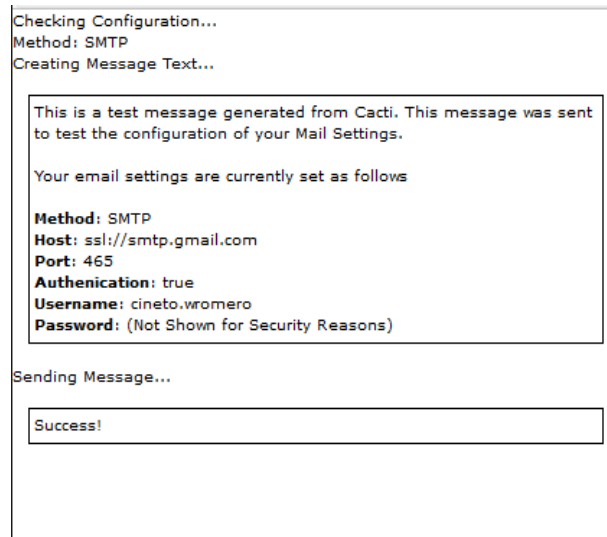 Checking Configuration...
Method: SMTP
Creating Message Text...
This is a test message generated from Cacti. This message was sent
to test the configuration of your Mail Settings.
Your email settings are currently set as follows
Method: SMTP
Host: ssl://smtp.gmail.com
Port: 465
Authenication: true
Username: cineto.wromero
Password: (Not Shown for Security Reasons)
Sending Message...
Success!